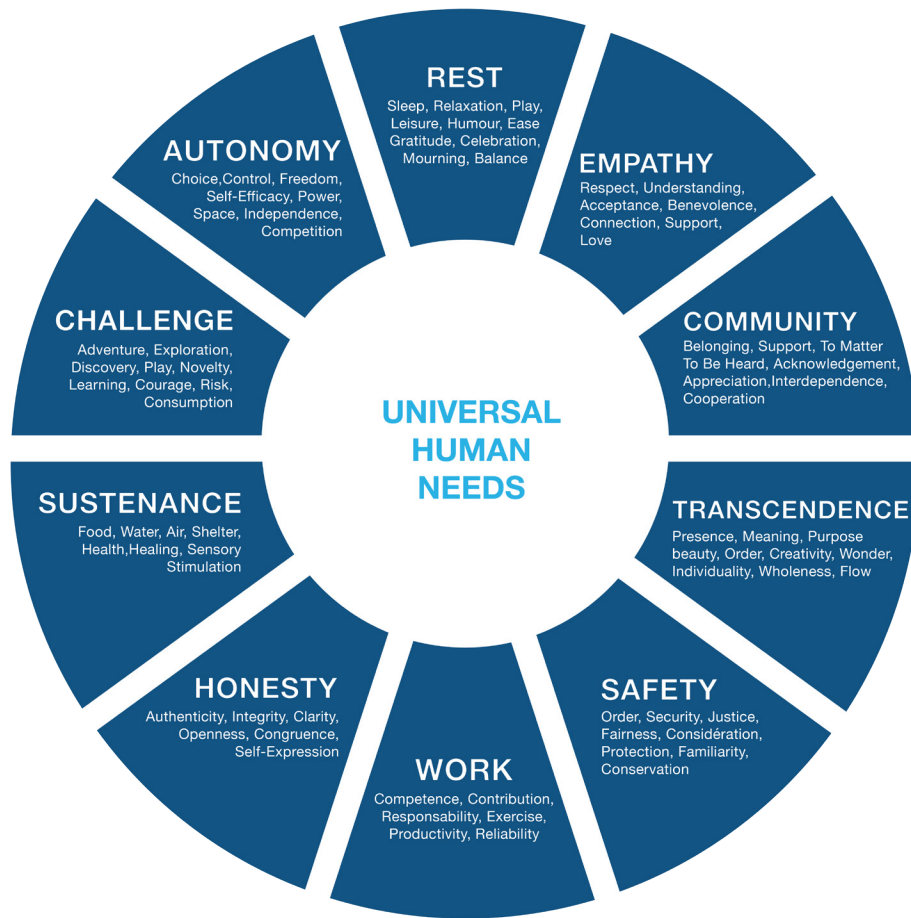 REST
Sleep, Relaxation, Play,
Leisure, Humour, Ease
Gratitude, Celebration,
Mourning, Balance
EMPATHY
Respect, Understanding,
Acceptance, Benevolence,
Connection, Support,
Love
COMMUNITY
Belonging, Support, To Matter
To Be Heard, Acknowledgement,
Appreciation,Interdependence,
Cooperation
TRANSCENDENCE
Presence, Meaning, Purpose
beauty, Order, Creativity, Wonder,
Individuality, Wholeness, Flow
SAFETY
Order, Security, Justice,
Fairness, Considération,
Protection, Familiarity,
Conservation
WORK
Competence, Contribution,
Responsability, Exercise,
Productivity, Reliability
HONESTY
Authenticity, Integrity, Clarity,
Openness, Congruence,
Self-Expression
SUSTENANCE
Food, Water, Air, Shelter,
Health,Healing, Sensory
Stimulation
CHALLENGE
Adventure, Exploration,
Discovery, Play, Novelty,
Learning, Courage, Risk,
Consumption
AUTONOMY
Choice,Control, Freedom,
Self-Efficacy, Power,
Space, Independence,
Competition
UNIVERSAL
HUMAN
NEEDS